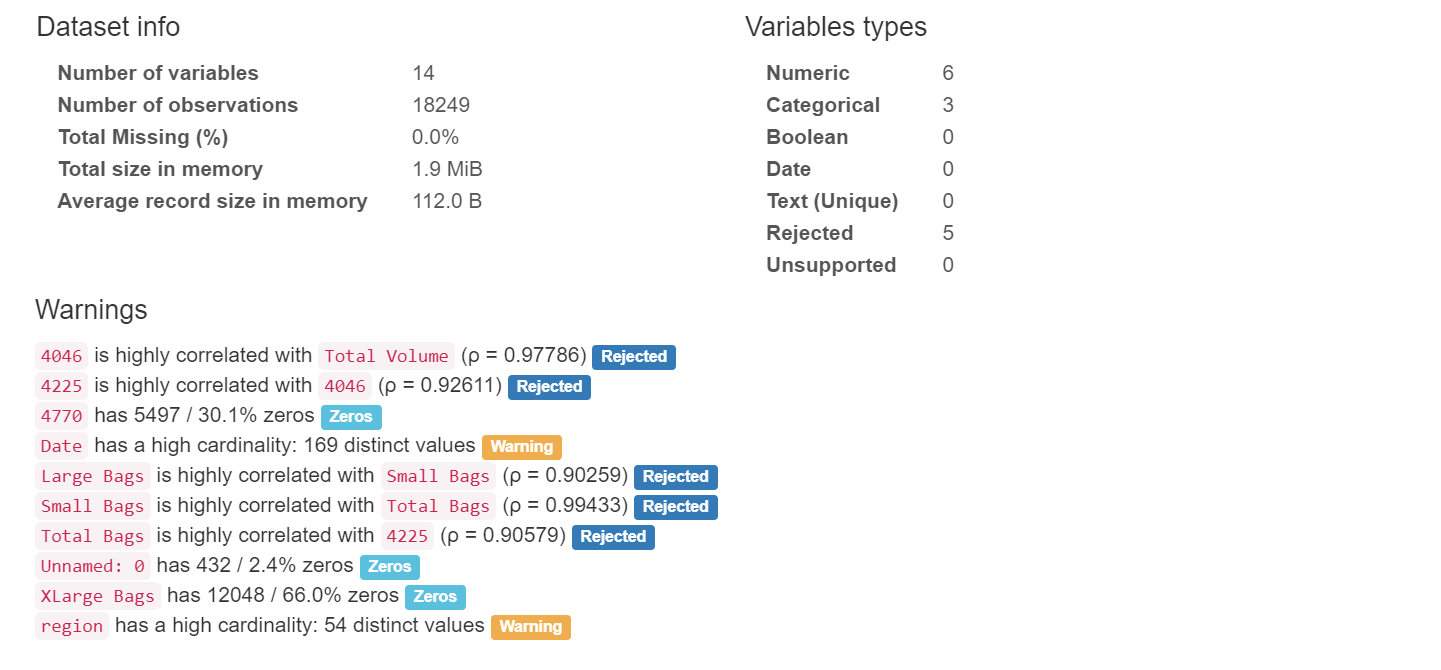 Dataset info
Number of variables 14
Number of observations 18249
Total Missing (%) 0.0%
Total size in memory 1.9 MiB
Average record size in memory 112.0 B
Variables types
Numeric 6
Categorical 3
Boolean 0
Date 0
Text (Unique) 0
Rejected 5
Unsupported 0
Warnings
4046 is highly correlated with Total Volume (ρ = 0.97786) Rejected
4225 is highly correlated with 4046 (ρ = 0.92611) Rejected
4770 has 5497 / 30.1% zeros Zeros
Date has a high cardinality: 169 distinct values Warning
Large Bags is highly correlated with Small Bags (ρ = 0.90259) Rejected
Small Bags is highly correlated with Total Bags (ρ = 0.99433) Rejected
Total Bags is highly correlated with 4225 (ρ = 0.90579) Rejected
Unnamed: 0 has 432 / 2.4% zeros Zeros
XLarge Bags has 12048 / 66.0% zeros Zeros
region has a high cardinality: 54 distinct values Warning